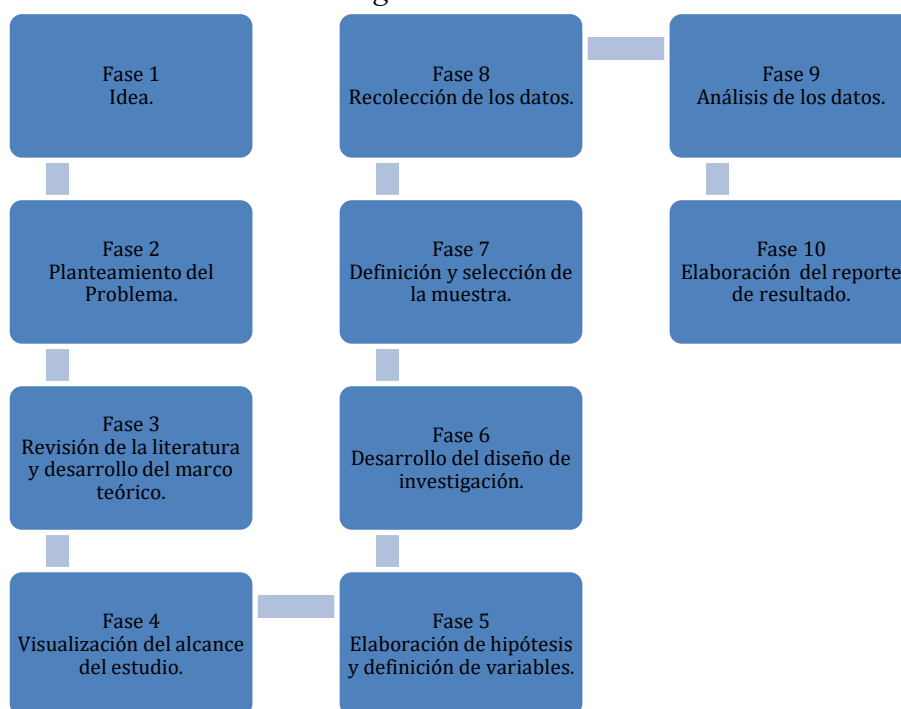 Fase 1
Idea.
Fase 2
Planteamiento del
Problema.
Fase 3
Revisión de la literatura
y desarrollo del marco
teórico.
Fase 4
Visualización del alcance
del estudio.
Fase 5
Elaboración de hipótesis
y definición de variables.
Fase 6
Desarrollo del diseño de
investigación.
Fase 7
Definición y selección de
la muestra.
Fase 8
Recolección de los datos.
Fase 9
Análisis de los datos.
Fase 10
Elaboración del reporte
de resultado.